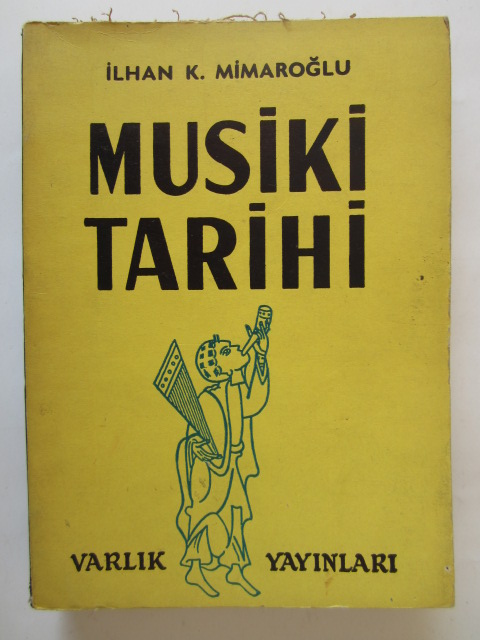 İLHAN K. MİMAROĞLU
MUSİKİ
TARİHİ
VARLIK YAYINLARI